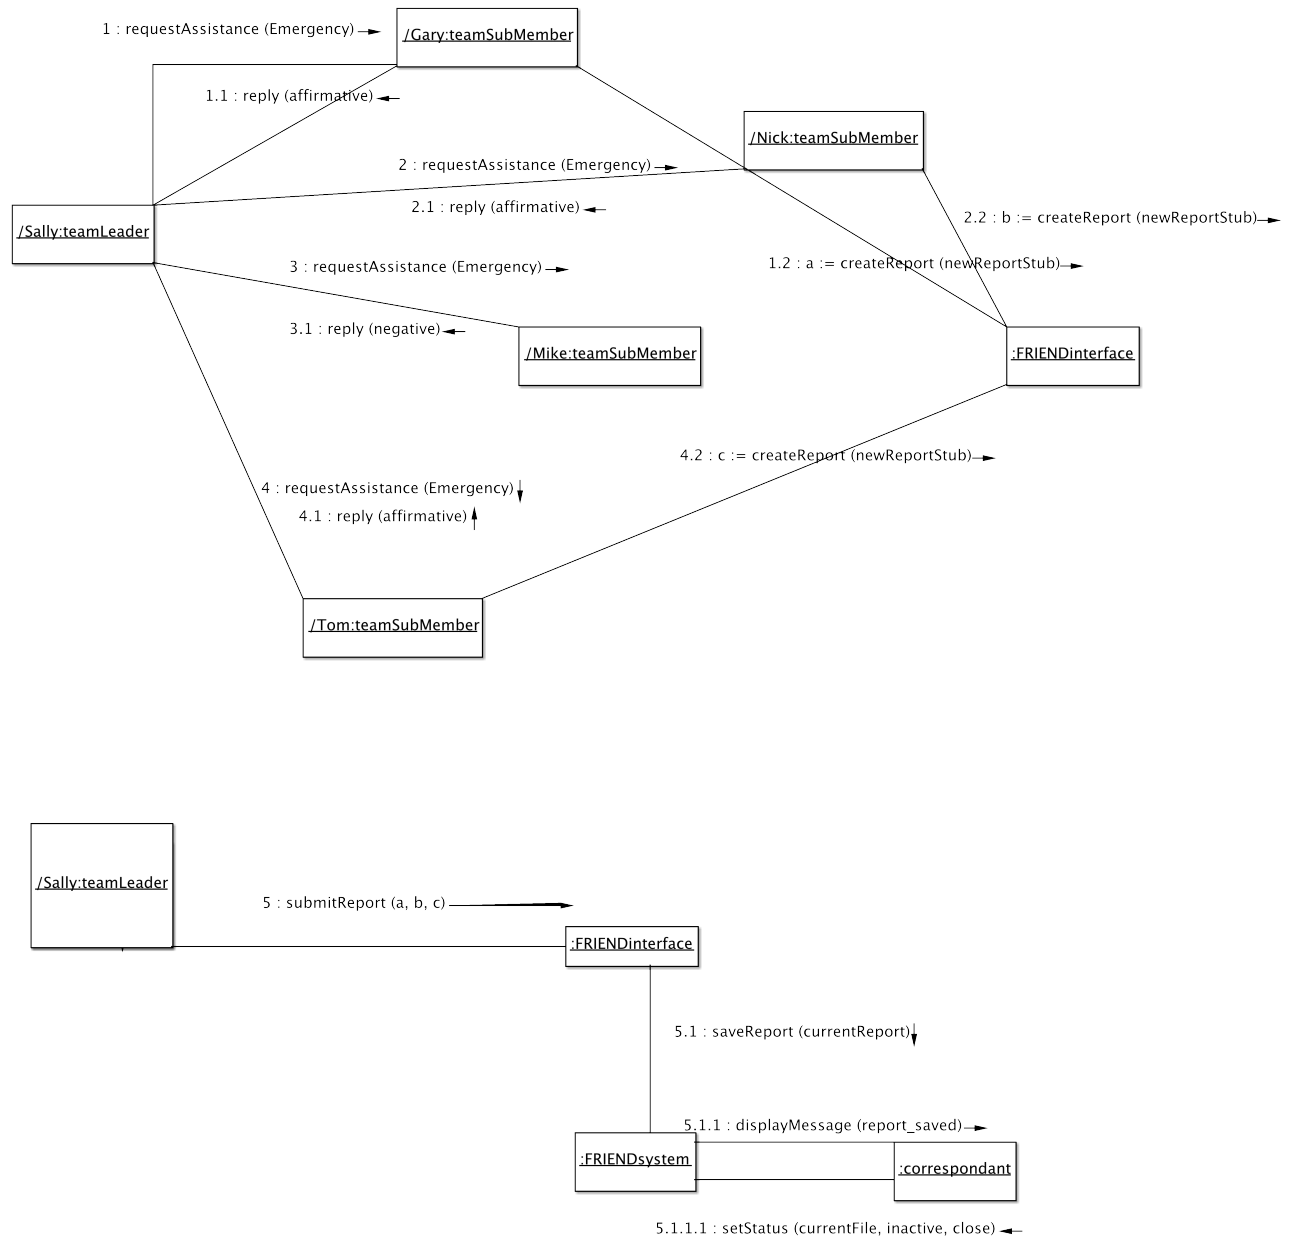 1 : requestAssistance (Emergency)
/Gary:teamSubMember
1.1 : reply (affirmative)
/Nick:teamSubMember
2 : requestAssistance (Emergency)
2.1 : reply (affirmative)
2.2 : b := createReport (newReportStub)
/Sally:teamLeader
3 : requestAssistance (Emergency)
1.2 : a := createReport (newReportStub)
3.1 : reply (negative)
/Mike:teamSubMember
:FRIENDinterface
4.2 : c := createReport (newReportStub)
4 : requestAssistance (Emergency)
4.1 : reply (affirmative)
/Tom:teamSubMember
/Sally:teamLeader
5 : submitReport (a, b, c)
:FRIENDinterface
5.1 : saveReport (currentReport)
5.1.1 : displayMessage (report_saved)
:FRIENDsystem
:correspondant
5.1.1.1 : setStatus (currentFile, inactive, close)